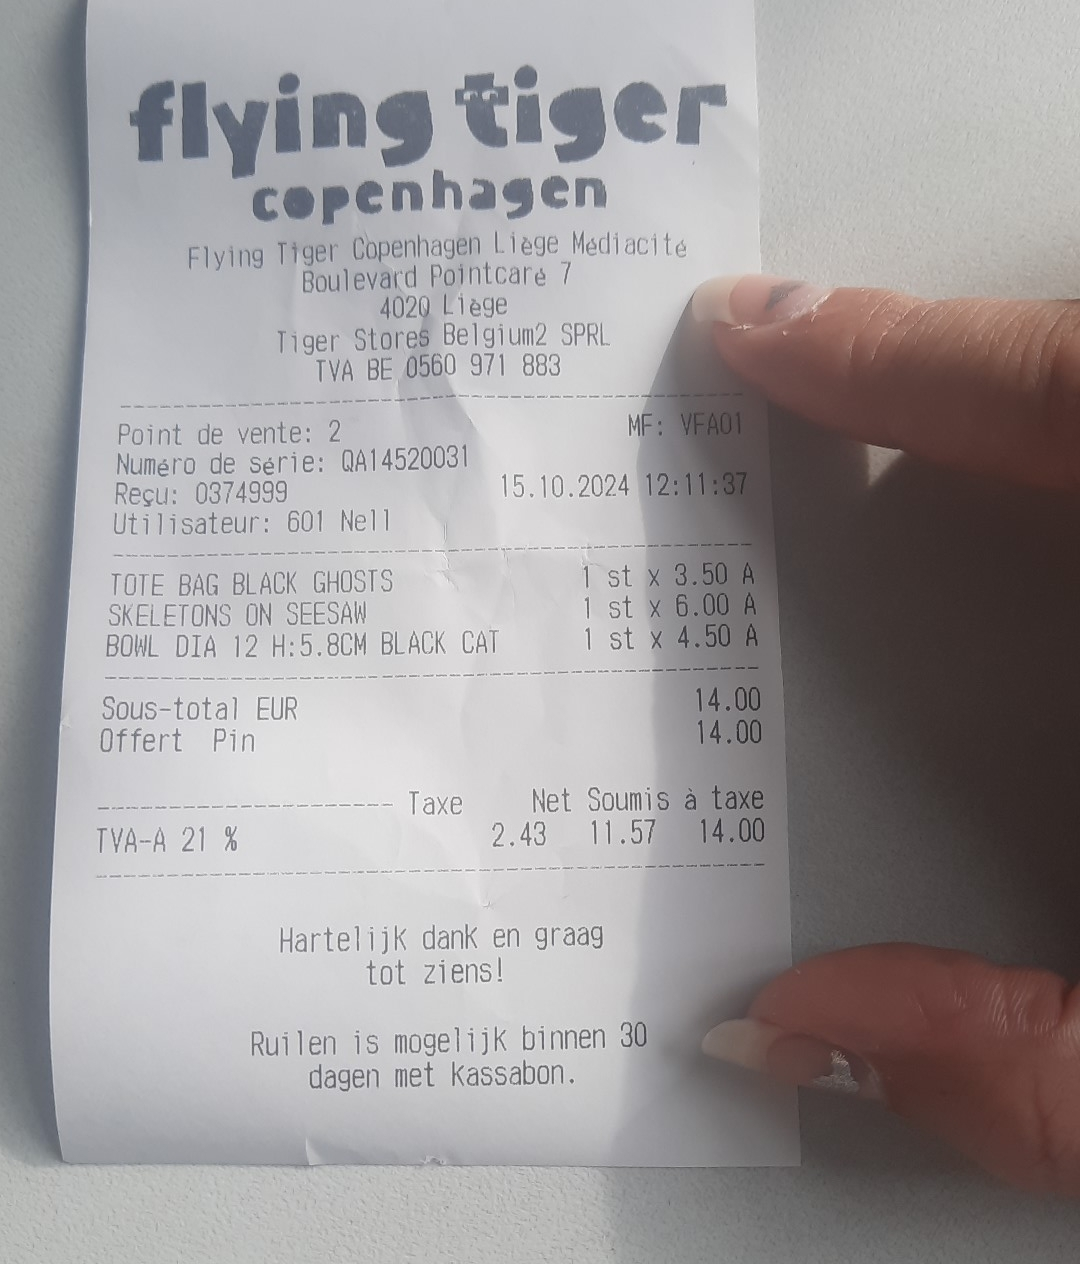 flying tiger
copenhagen
Flying Tiger Copenhagen Liège Médiacité
Boulevard Pointcaré 7
4020 Liège
Tiger Stores Belgium2 SPRL
TVA BE 0560 971 883
Point de vente: 2 MF: VFA01
Numéro de série: QA14520031
Reçu: 0374999 15.10.2024 12:11:37
Utilisateur: 601 Nell
TOTE BAG BLACK GHOSTS 1 st x 3.50 A
SKELETONS ON SEESAW 1 st x 6.00 A
BOWL DIA 12 H:5.8CM BLACK CAT 1 st x 4.50 A
Sous-total EUR 14.00
Offert Pin 14.00
Taxe Net Soumis à taxe
TVA-A 21 % 2.43 11.57 14.00
Hartelijk dank en graag
tot ziens!
Ruilen is mogelijk binnen 30
dagen met kassabon.